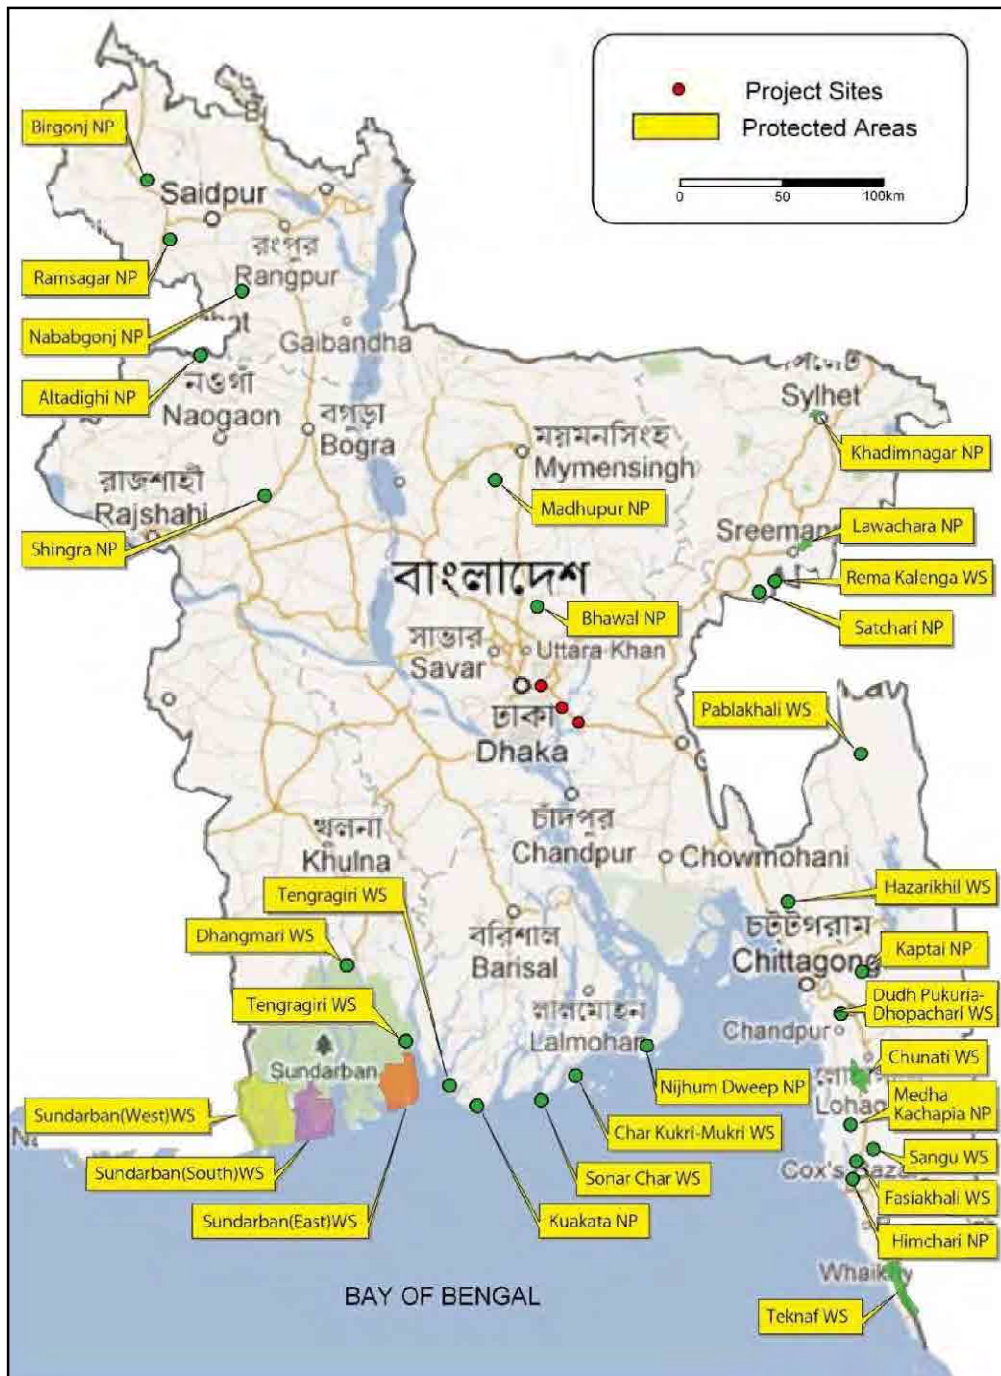 Project Sites
Protected Areas
0 50 100km
Birgonj NP
Saidpur
রংপুর
Rangpur
Ramsagar NP
Nababgonj NP
Gaibandha
Altadighi NP
নওগাঁ
Naogaon
বগুড়া
Bogra
Sylhet
Khadimnagar NP
ময়মনসিংহ
Mymensingh
রাজশাহী
Rajshahi
Madhupur NP
Shingra NP
Lawachara NP
Sreeman
Rema Kalenga WS
Satchari NP
বাংলাদেশ
Bhawal NP
সাভার
Savar
Uttara Khan
ঢাকা
Dhaka
Pablakhali WS
চাঁদপুর
Chandpur
খুলনা
Khulna
Chowmohani
Tengragiri WS
Hazarikhil WS
Dhangmari WS
বরিশাল
Barisal
চট্টগ্রাম
Chittagong
Kaptai NP
Tengragiri WS
লালমোহন
Lalmohan
Dudh Pukuria-
Dhopachari WS
Chandpur
Sundarban
Chunati WS
Lohag
Nijhum Dweep NP
Medha
Kachapia NP
Sundarban(West)WS
Char Kukri-Mukri WS
Sangu WS
Cox's Bazar
Sundarban(South)WS
Sonar Char WS
Fasiakhali WS
Sundarban(East)WS
Kuakata NP
Himchari NP
BAY OF BENGAL
Teknaf WS